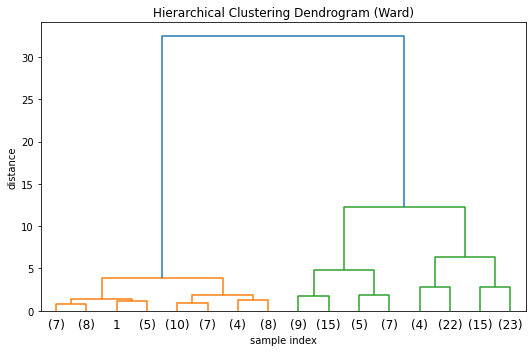 Hierarchical Clustering Dendrogram (Ward)
30
25
20
15
10
5
0
distance
(7) (8) 1 (5) (10) (7) (4) (8) (9) (15) (5) (7) (4) (22) (15) (23)
sample index